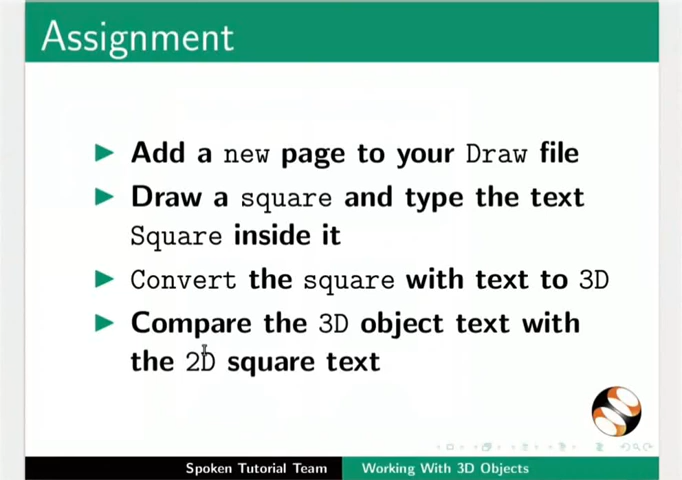 Assignment
Add a new page to your Draw file
Draw a square and type the text
Square inside it
Convert the square with text to 3D
Compare the 3D object text with
the 2D square text
Spoken Tutorial Team
Working With 3D Objects